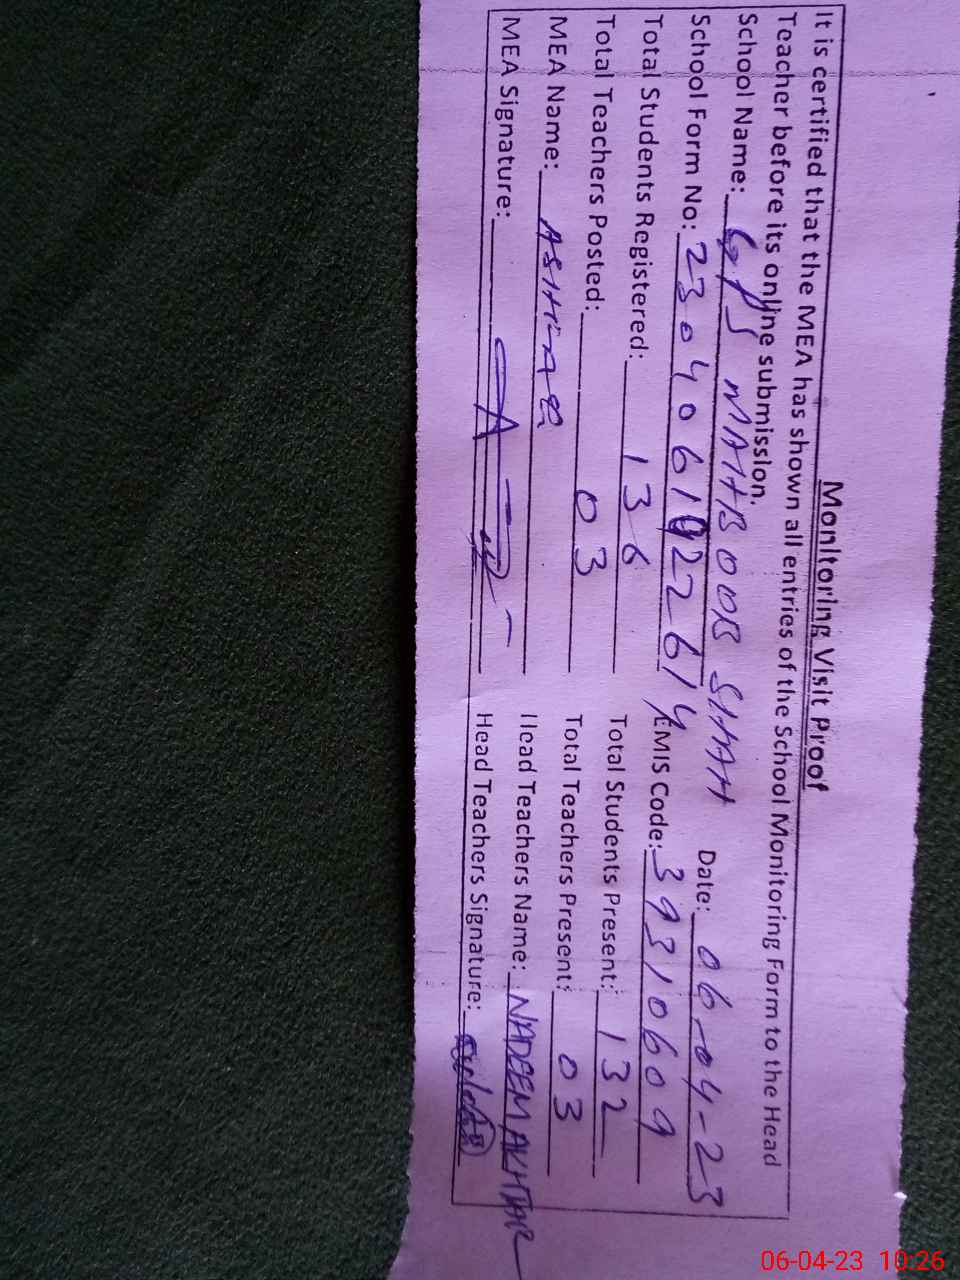 Monitoring Visit Proof
It is certified that the MEA has shown all entries of the School Monitoring Form to the Head
Teacher before its online submission.
School Name: GPS MAHBOOB SHAH Date: 06-04-23
School Form No: EMIS Code: 39310609
Total Students Registered: 136 Total Students Present: 132
Total Teachers Posted: 03 Total Teachers Present: 03
MEA Name: ASHFAQ Head Teachers Name: NADEEM AKHTAR
MEA Signature: Head Teachers Signature:
06-04-23 10:26